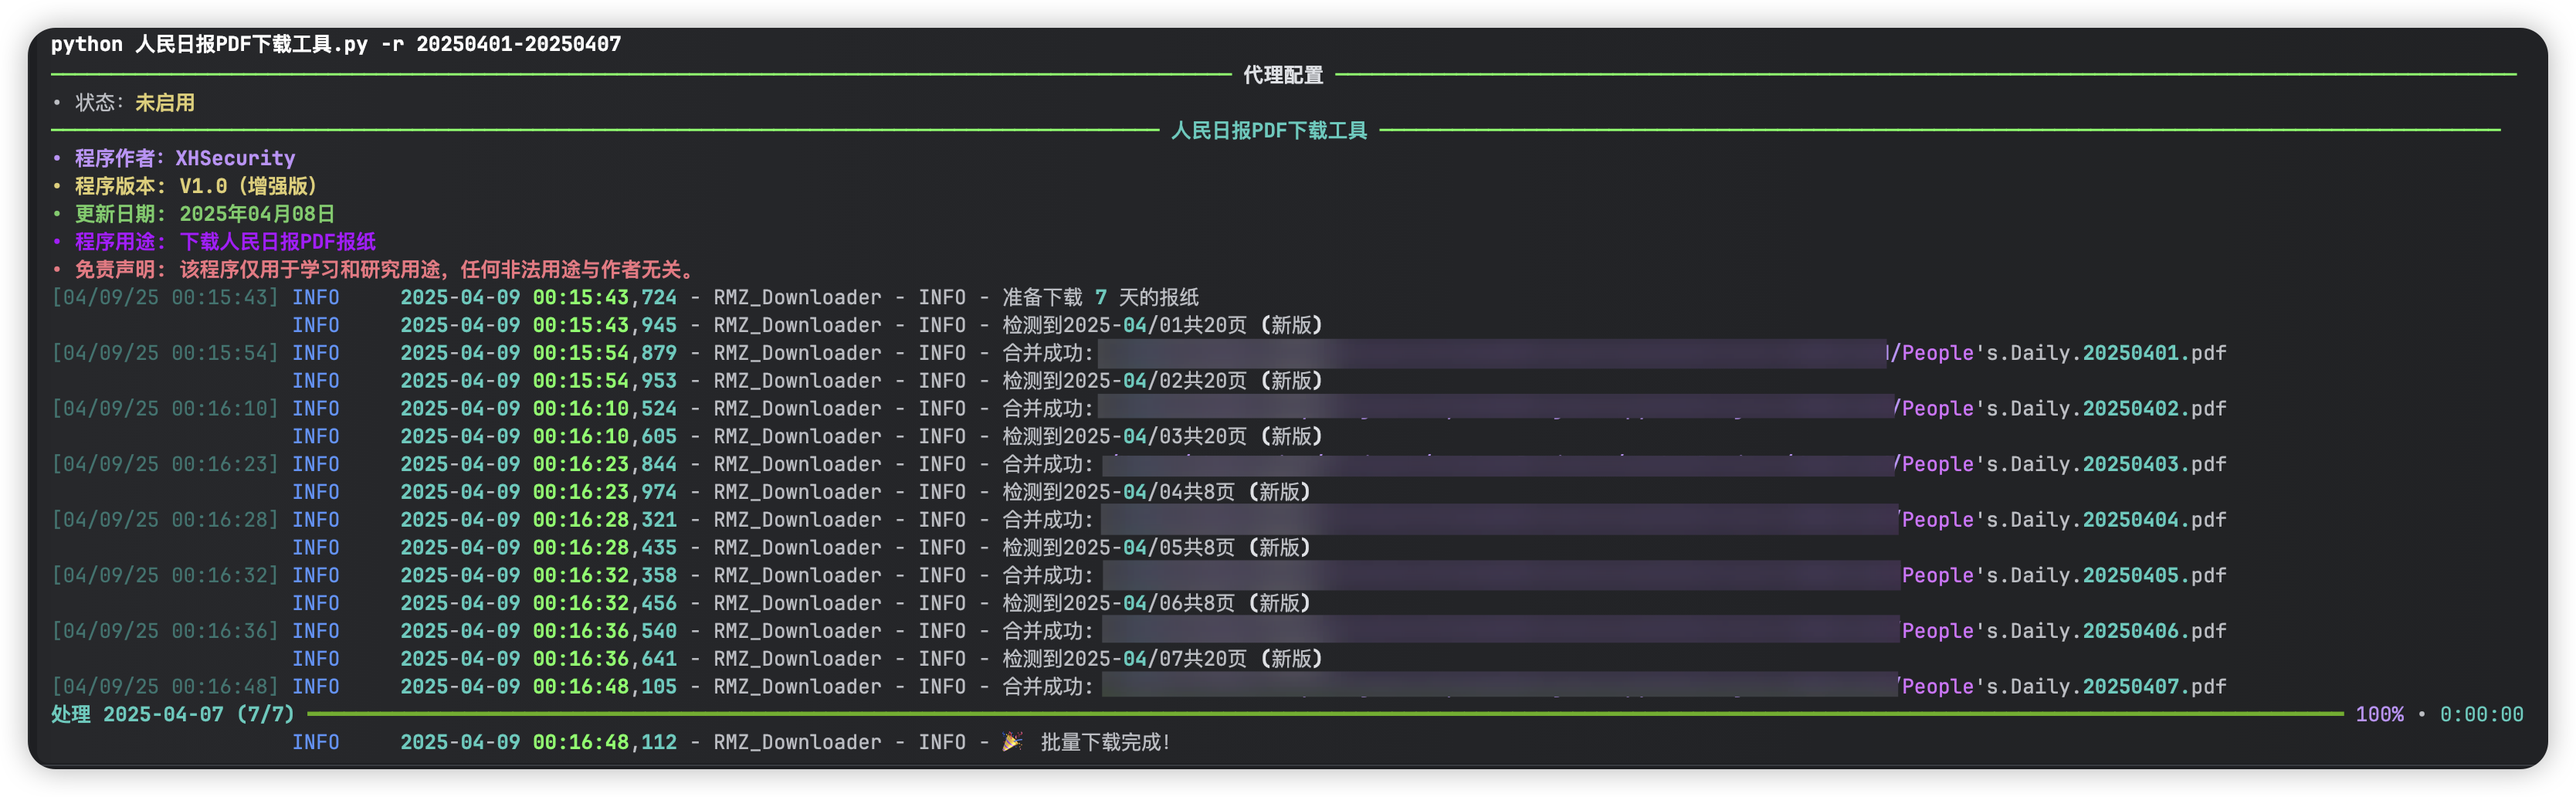 python 人民日报PDF下载工具.py -r 20250401-20250407
代理配置
• 状态: 未启用
人民日报PDF下载工具
• 程序作者: XHSecurity
• 程序版本: V1.0 (增强版)
• 更新日期: 2025年04月08日
• 程序用途: 下载人民日报PDF报纸
• 免责声明: 该程序仅用于学习和研究用途, 任何非法用途与作者无关。
[04/09/25 00:15:43] INFO 2025-04-09 00:15:43,724 - RMZ_Downloader - INFO - 准备下载 7 天的报纸
INFO 2025-04-09 00:15:43,945 - RMZ_Downloader - INFO - 检测到2025-04/01共20页 (新版)
[04/09/25 00:15:54] INFO 2025-04-09 00:15:54,879 - RMZ_Downloader - INFO - 合并成功: /People's.Daily.20250401.pdf
INFO 2025-04-09 00:15:54,953 - RMZ_Downloader - INFO - 检测到2025-04/02共20页 (新版)
[04/09/25 00:16:10] INFO 2025-04-09 00:16:10,524 - RMZ_Downloader - INFO - 合并成功: /People's.Daily.20250402.pdf
INFO 2025-04-09 00:16:10,605 - RMZ_Downloader - INFO - 检测到2025-04/03共20页 (新版)
[04/09/25 00:16:23] INFO 2025-04-09 00:16:23,844 - RMZ_Downloader - INFO - 合并成功: /People's.Daily.20250403.pdf
INFO 2025-04-09 00:16:23,974 - RMZ_Downloader - INFO - 检测到2025-04/04共8页 (新版)
[04/09/25 00:16:28] INFO 2025-04-09 00:16:28,321 - RMZ_Downloader - INFO - 合并成功: /People's.Daily.20250404.pdf
INFO 2025-04-09 00:16:28,435 - RMZ_Downloader - INFO - 检测到2025-04/05共8页 (新版)
[04/09/25 00:16:32] INFO 2025-04-09 00:16:32,358 - RMZ_Downloader - INFO - 合并成功: People's.Daily.20250405.pdf
INFO 2025-04-09 00:16:32,456 - RMZ_Downloader - INFO - 检测到2025-04/06共8页 (新版)
[04/09/25 00:16:36] INFO 2025-04-09 00:16:36,540 - RMZ_Downloader - INFO - 合并成功: People's.Daily.20250406.pdf
INFO 2025-04-09 00:16:36,641 - RMZ_Downloader - INFO - 检测到2025-04/07共20页 (新版)
[04/09/25 00:16:48] INFO 2025-04-09 00:16:48,105 - RMZ_Downloader - INFO - 合并成功: /People's.Daily.20250407.pdf
处理 2025-04-07 (7/7) 100% • 0:00:00
INFO 2025-04-09 00:16:48,112 - RMZ_Downloader - INFO - 🎉 批量下载完成!